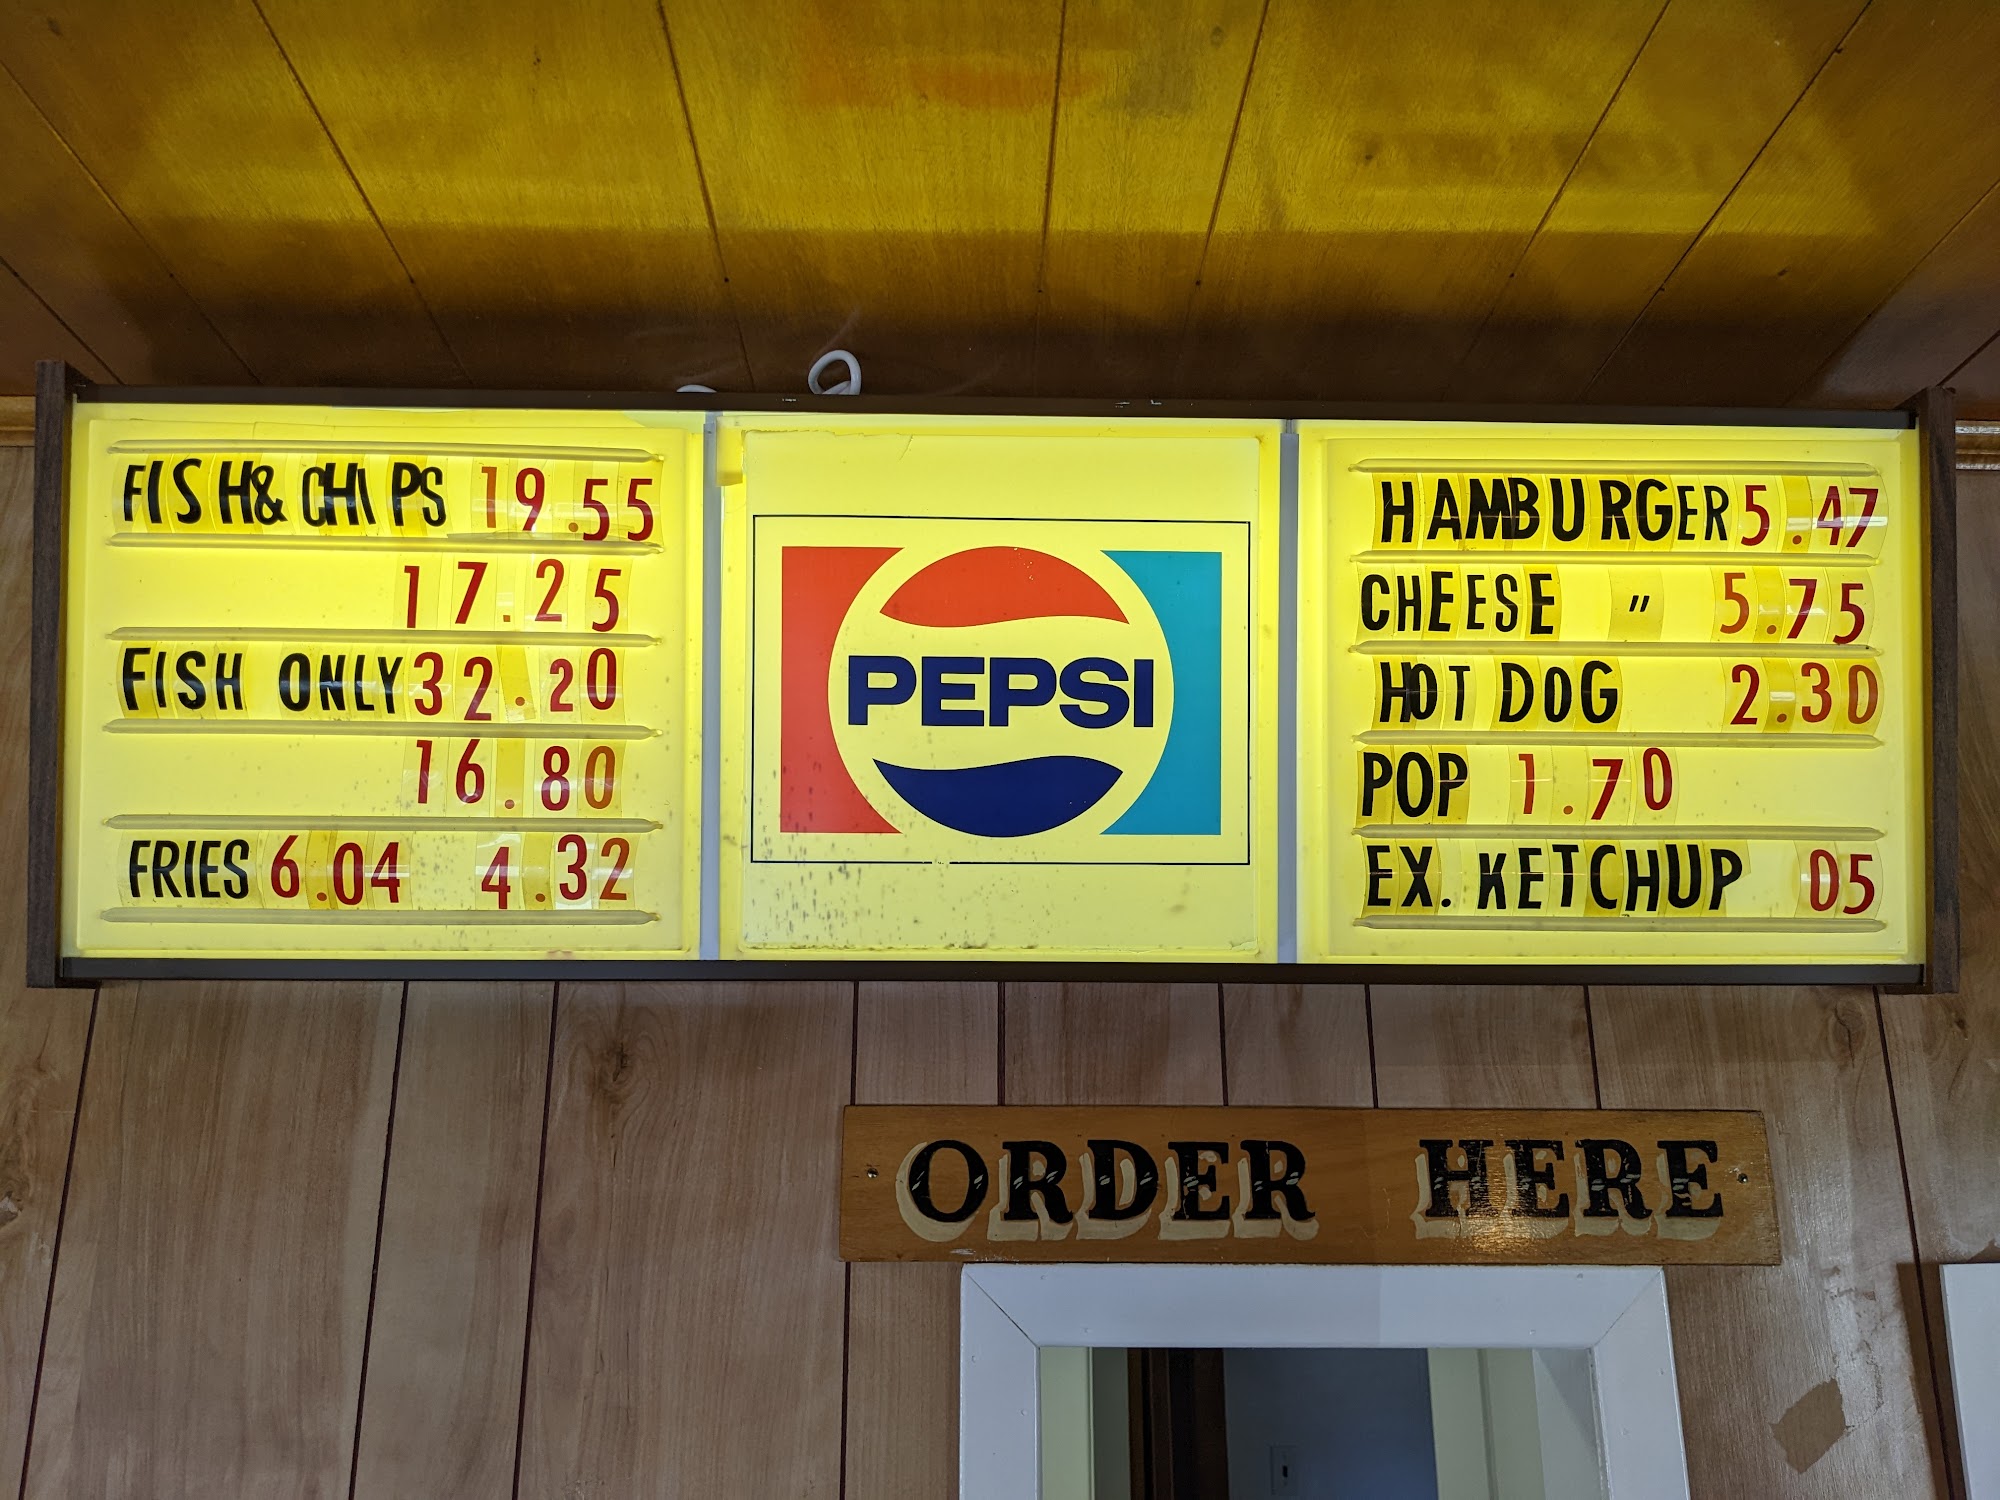 FISH & CHIPS 19.55
17.25
FISH ONLY 32.20
16.80
FRIES 6.04 4.32
PEPSI
HAMBURGER 5.47
CHEESE " 5.75
HOT DOG 2.30
POP 1.70
EX. KETCHUP 05
ORDER HERE